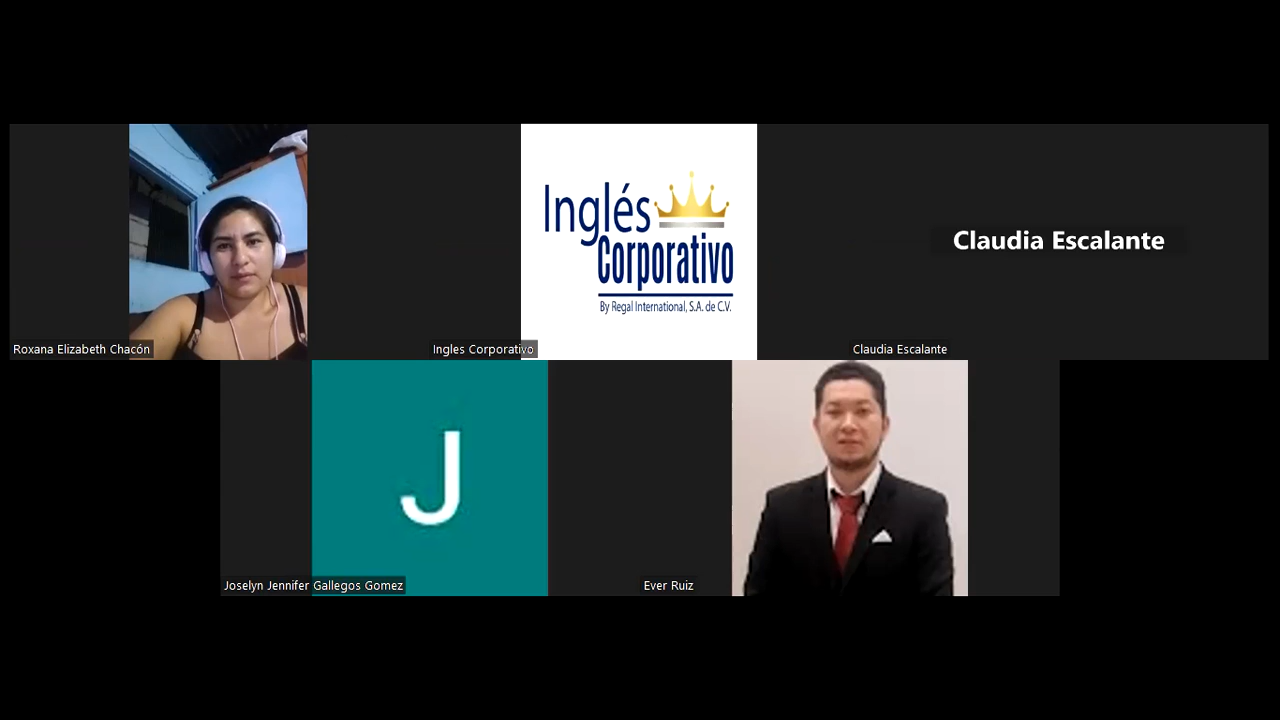 Inglés
Corporativo
By Regal International, S.A. de C.V.
Claudia Escalante
Roxana Elizabeth Chacón
Ingles Corporativo
Claudia Escalante
J
Joselyn Jennifer Gallegos Gomez
Ever Ruiz